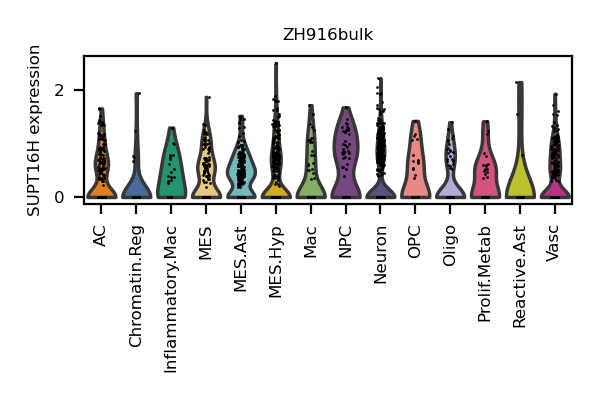 ZH916bulk
SUPT16H expression
2
0
AC
Chromatin.Reg
Inflammatory.Mac
MES
MES.Ast
MES.Hyp
Mac
NPC
Neuron
OPC
Oligo
Prolif.Metab
Reactive.Ast
Vasc